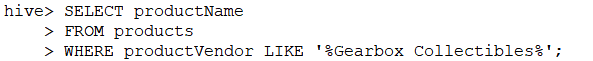 hive> SELECT productName
    > FROM products
    > WHERE productVendor LIKE '%Gearbox Collectibles%';